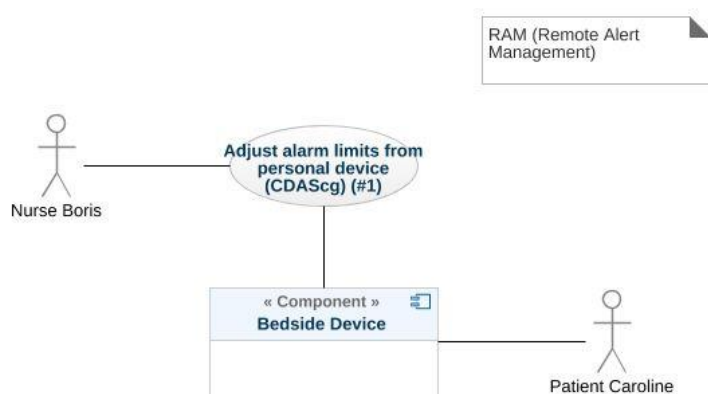 RAM (Remote Alert
Management)
Adjust alarm limits from
personal device
(CDAScg) (#1)
Nurse Boris
« Component »
Bedside Device
Patient Caroline